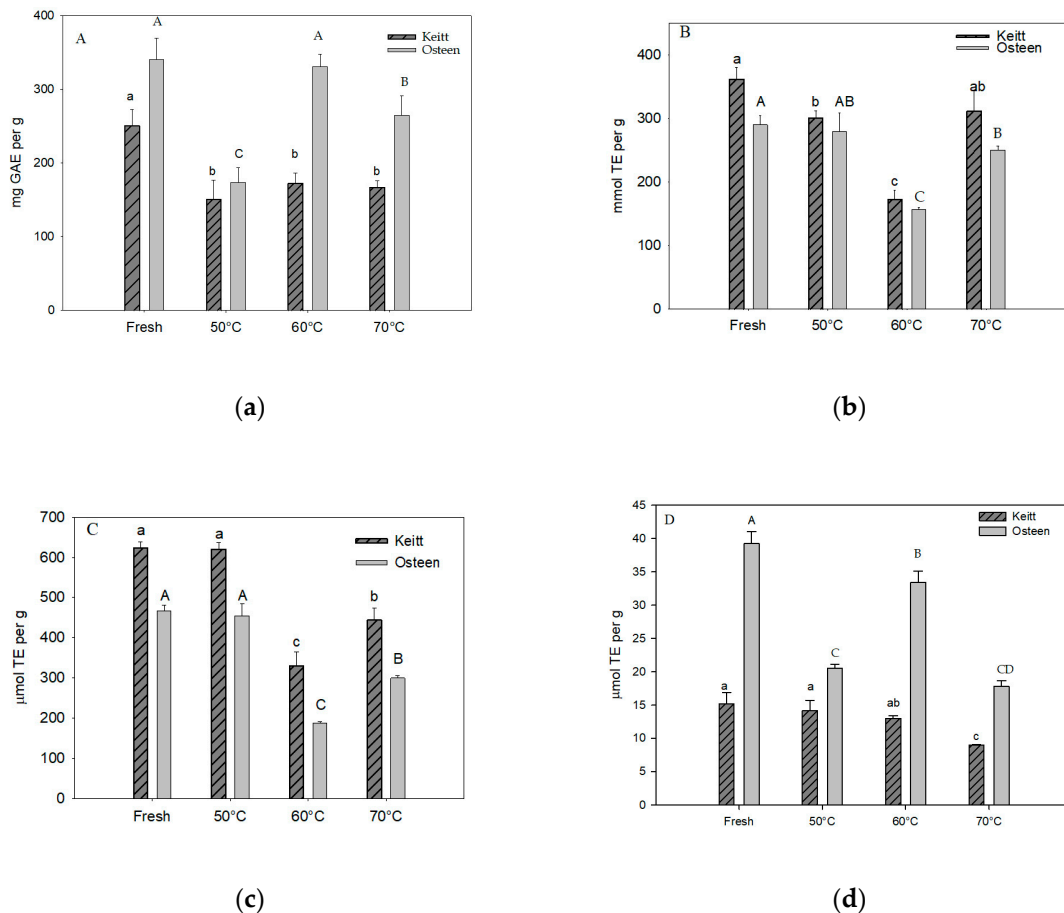 A
Keitt
Osteen
mg GAE per g
400
300
200
100
0
a
A
b
C
b
A
b
B
Fresh 50°C 60°C 70°C
(a)
B
Keitt
Osteen
mmol TE per g
400
300
200
100
0
a
A
b
AB
c
C
ab
B
Fresh 50°C 60°C 70°C
(b)
C
Keitt
Osteen
μmol TE per g
700
600
500
400
300
200
100
0
a
A
a
A
c
C
b
B
Fresh 50°C 60°C 70°C
(c)
D
Keitt
Osteen
μmol TE per g
45
40
35
30
25
20
15
10
5
0
a
A
a
C
ab
B
c
CD
Fresh 50°C 60°C 70°C
(d)